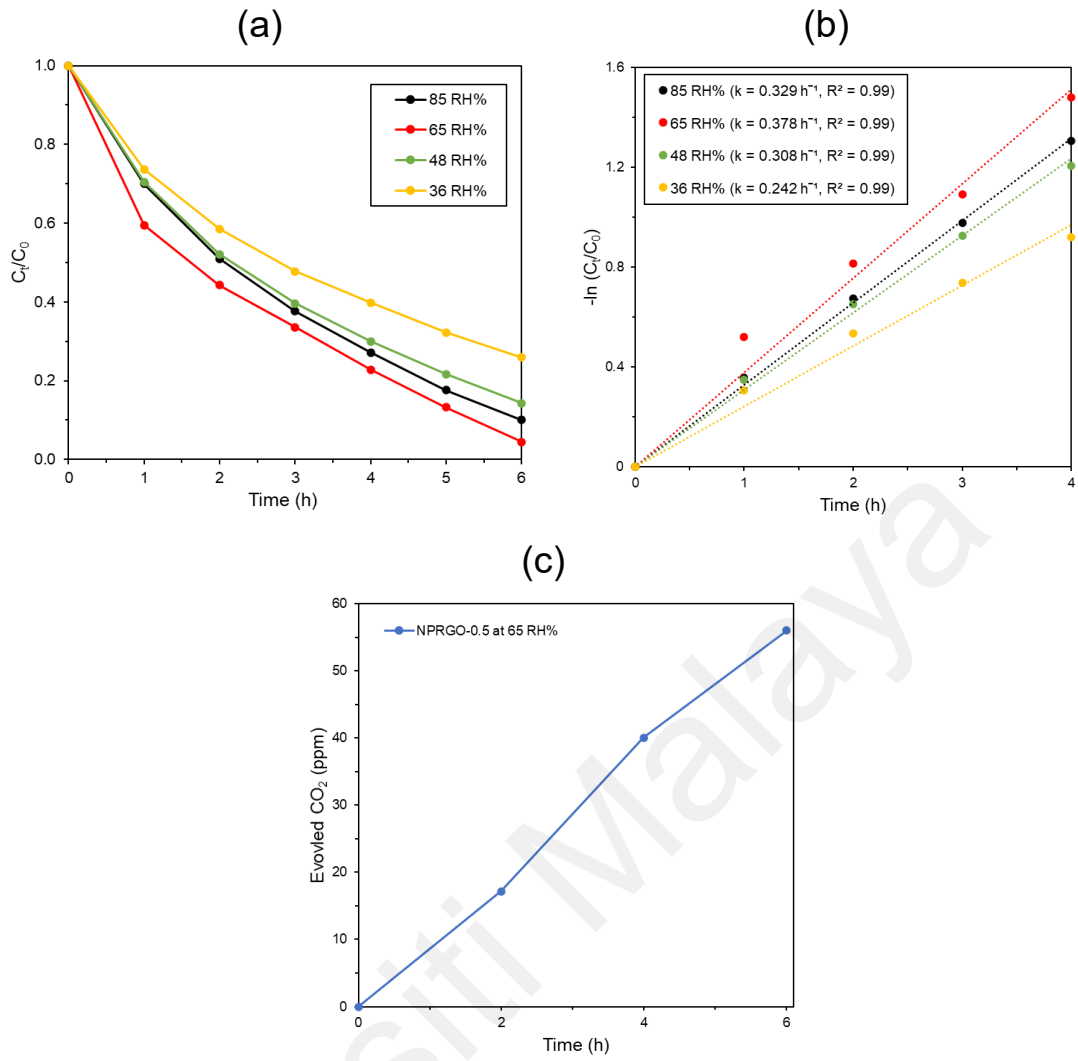 (a)
C_t/C_0
1.0
0.8
0.6
0.4
0.2
0.0
85 RH%
65 RH%
48 RH%
36 RH%
0 1 2 3 4 5 6
Time (h)
(b)
-ln (C_t/C_0)
1.6
1.2
0.8
0.4
0
85 RH% (k = 0.329 h⁻¹, R² = 0.99)
65 RH% (k = 0.378 h⁻¹, R² = 0.99)
48 RH% (k = 0.308 h⁻¹, R² = 0.99)
36 RH% (k = 0.242 h⁻¹, R² = 0.99)
0 1 2 3 4
Time (h)
(c)
Evovled CO₂ (ppm)
60
50
40
30
20
10
0
NPRGO-0.5 at 65 RH%
0 2 4 6
Time (h)
siti Malaya